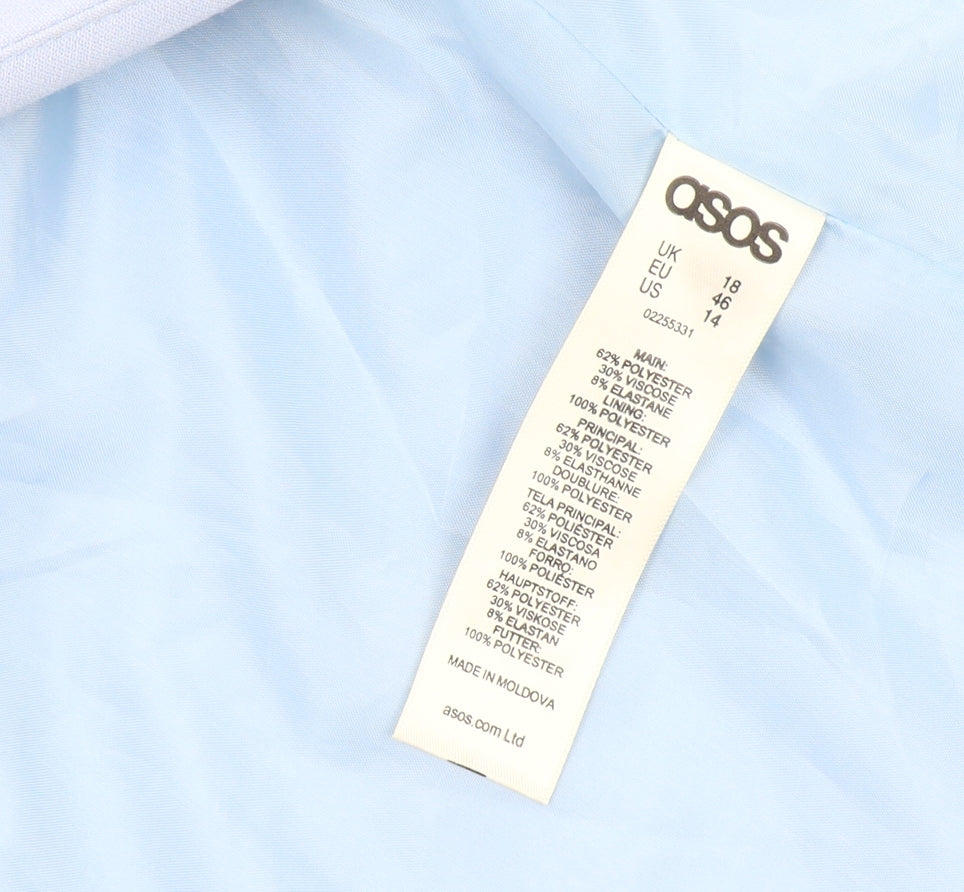 asos
UK 18
EU 46
US 14
02255331
MAIN:
62% POLYESTER
30% VISCOSE
8% ELASTANE
LINING:
100% POLYESTER
PRINCIPAL:
62% POLYESTER
30% VISCOSE
8% ELASTHANNE
DOUBLURE:
100% POLYESTER
TELA PRINCIPAL:
62% POLIÉSTER
30% VISCOSA
8% ELASTANO
FORRO:
100% POLIÉSTER
HAUPTSTOFF:
62% POLYESTER
30% VISKOSE
8% ELASTAN
FUTTER:
100% POLYESTER
MADE IN MOLDOVA
asos.com Ltd